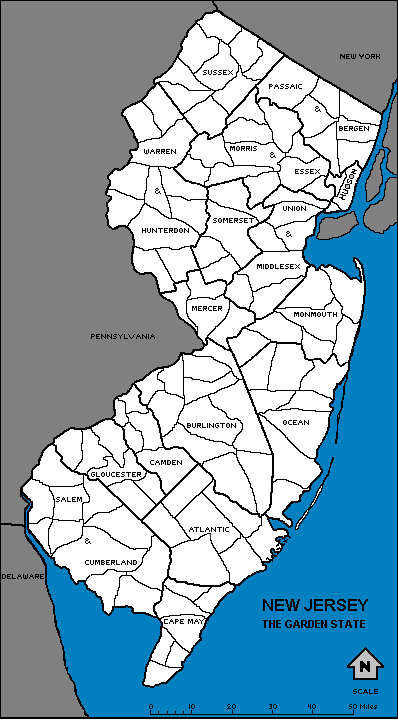 NEW YORK
SUSSEX
PASSAIC
&
BERGEN
WARREN
MORRIS
&
ESSEX
HUDSON
&
UNION
SOMERSET
HUNTERDON
&
MIDDLESEX
MERCER
MONMOUTH
PENNSYLVANIA
OCEAN
BURLINGTON
CAMDEN
GLOUCESTER
SALEM
&
CUMBERLAND
ATLANTIC
DELAWARE
CAPE MAY
NEW JERSEY
THE GARDEN STATE
N
SCALE
0 10 20 30 40 50 Miles